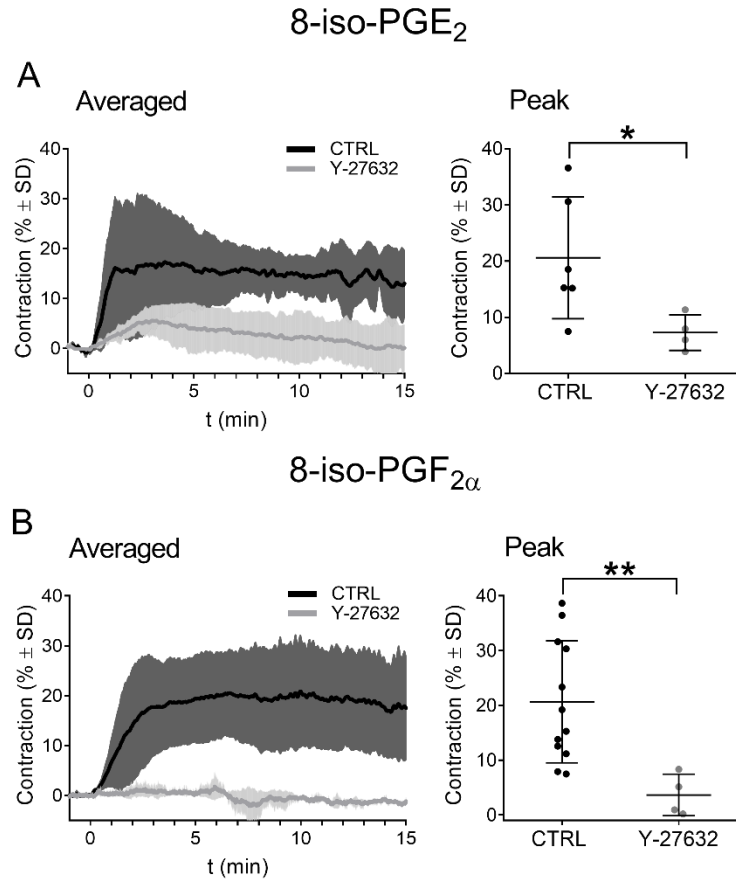 8-iso-PGE₂
A
Averaged
Peak
Contraction (% ± SD)
40
30
20
10
0
CTRL
Y-27632
0
5
10
15
t (min)
Contraction (% ± SD)
40
30
20
10
0
*
CTRL
Y-27632
8-iso-PGF₂α
B
Averaged
Peak
Contraction (% ± SD)
40
30
20
10
0
CTRL
Y-27632
0
5
10
15
t (min)
Contraction (% ± SD)
40
30
20
10
0
**
CTRL
Y-27632